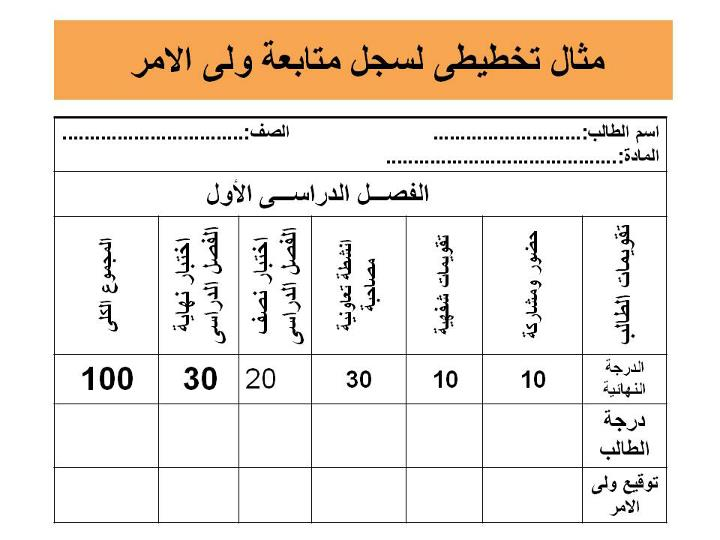 مثال تخطيطى لسجل متابعة ولى الامر
اسم الطالب:........................... الصف:.................................
المادة:..........................................
الفصـــل الدراســـى الأول
تقويمات الطالب
حضور ومشاركة
تقويمات شفهية
انشطة تعاونية
مصاحبة
اختبار نصف
الفصل الدراسى
اختبار نهاية
الفصل الدراسى
المجموع الكلى
الدرجة
النهائية
10
10
30
20
30
100
درجة
الطالب
توقيع ولى
الامر